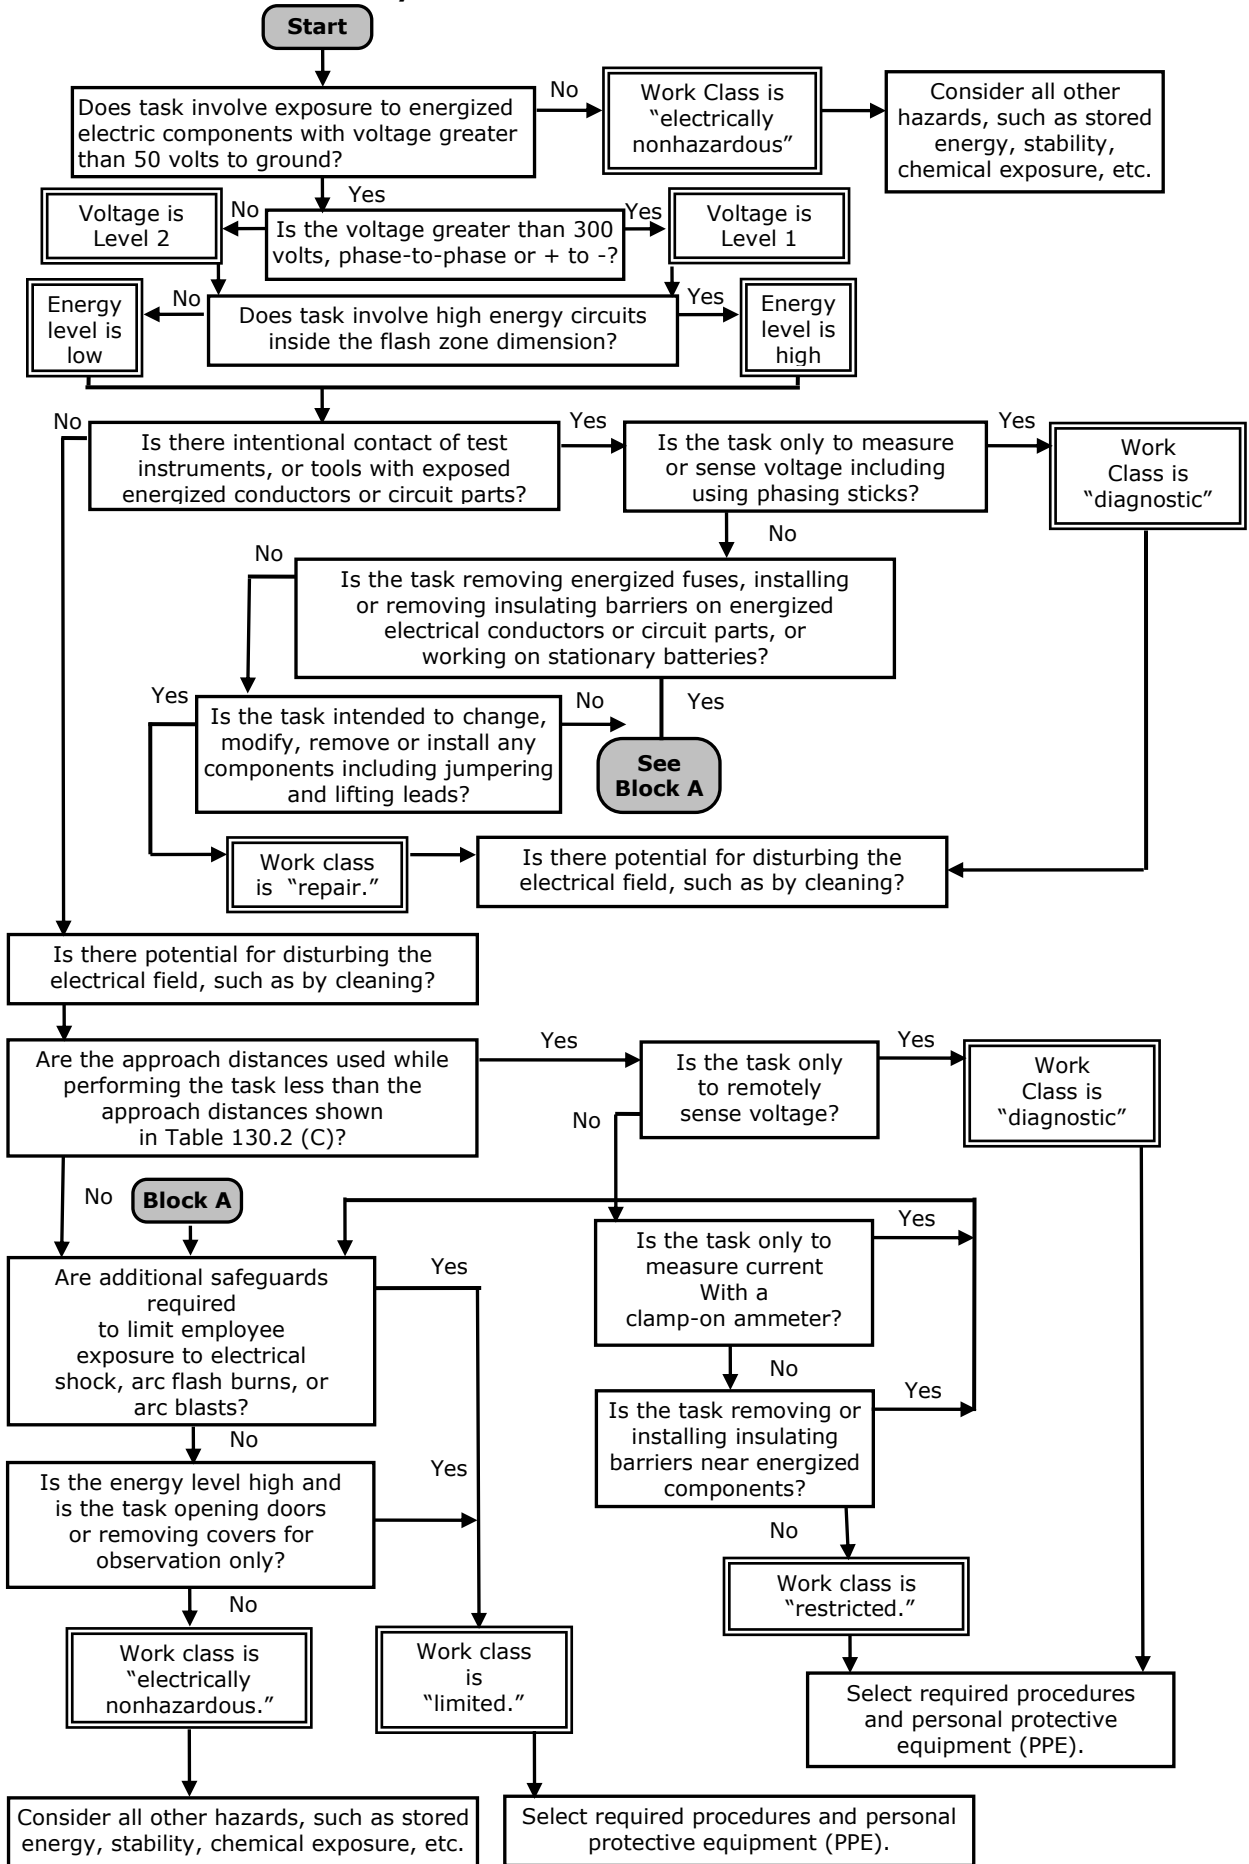 Start
Does task involve exposure to energized
electric components with voltage greater
than 50 volts to ground?
No
Work Class is
“electrically
nonhazardous”
Consider all other
hazards, such as stored
energy, stability,
chemical exposure, etc.
Yes
Voltage is
Level 2
No
Is the voltage greater than 300
volts, phase-to-phase or + to -?
Yes
Voltage is
Level 1
Energy
level is
low
No
Does task involve high energy circuits
inside the flash zone dimension?
Yes
Energy
level is
high
No
Is there intentional contact of test
instruments, or tools with exposed
energized conductors or circuit parts?
Yes
Is the task only to measure
or sense voltage including
using phasing sticks?
Yes
Work
Class is
“diagnostic”
No
No
Is the task removing energized fuses, installing
or removing insulating barriers on energized
electrical conductors or circuit parts, or
working on stationary batteries?
Yes
Is the task intended to change,
modify, remove or install any
components including jumpering
and lifting leads?
No
Yes
See
Block A
Work class
is “repair.”
Is there potential for disturbing the
electrical field, such as by cleaning?
Is there potential for disturbing the
electrical field, such as by cleaning?
Are the approach distances used while
performing the task less than the
approach distances shown
in Table 130.2 (C)?
Yes
Is the task only
to remotely
sense voltage?
Yes
Work
Class is
“diagnostic”
No
No
Block A
Are additional safeguards
required
to limit employee
exposure to electrical
shock, arc flash burns, or
arc blasts?
Yes
Is the task only to
measure current
With a
clamp-on ammeter?
Yes
No
No
Is the task removing or
installing insulating
barriers near energized
components?
Yes
Is the energy level high and
is the task opening doors
or removing covers for
observation only?
Yes
No
No
Work class is
“restricted.”
Work class is
“electrically
nonhazardous.”
Work class
is
“limited.”
Select required procedures
and personal protective
equipment (PPE).
Consider all other hazards, such as stored
energy, stability, chemical exposure, etc.
Select required procedures and personal
protective equipment (PPE).